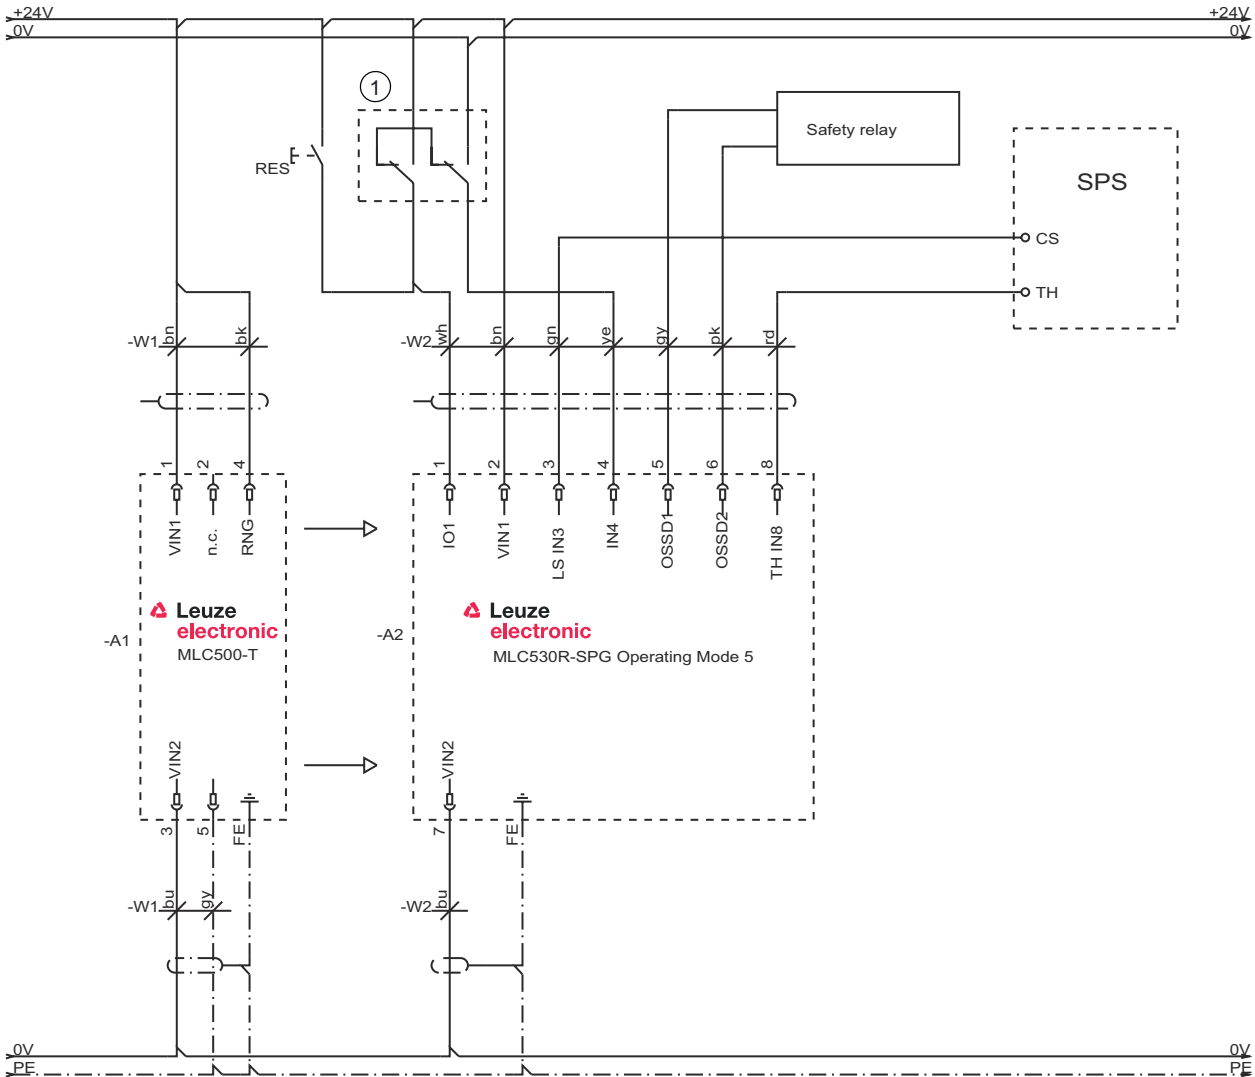 +24V +24V
0V 0V
1
Safety relay
RES
SPS
CS
TH
-W1 bn bk -W2 wh bn gn ye gy pk rd
1 2 4 1 2 3 4 5 6 8
VIN1 n.c. RNG IO1 VIN1 LS IN3 IN4 OSSD1 OSSD2 TH IN8
Leuze Leuze
electronic electronic
-A1 MLC500-T -A2 MLC530R-SPG Operating Mode 5
VIN2 VIN2
3 5 FE 7 FE
-W1 bu gy -W2 bu
0V 0V
PE PE